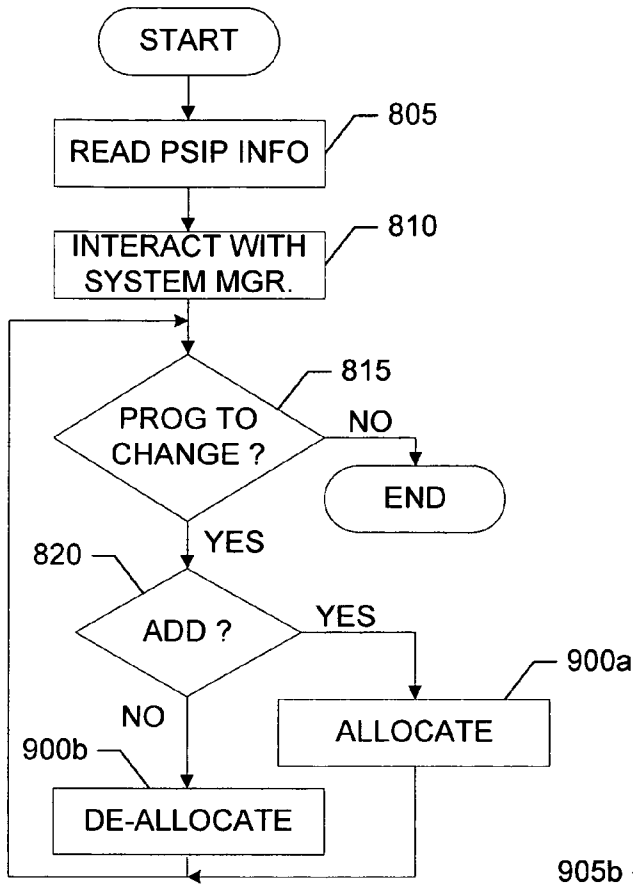 START
805
READ PSIP INFO
810
INTERACT WITH
SYSTEM MGR.
815
PROG TO
CHANGE ?
NO
END
YES
820
ADD ?
YES
900a
NO
ALLOCATE
900b
DE-ALLOCATE
905b